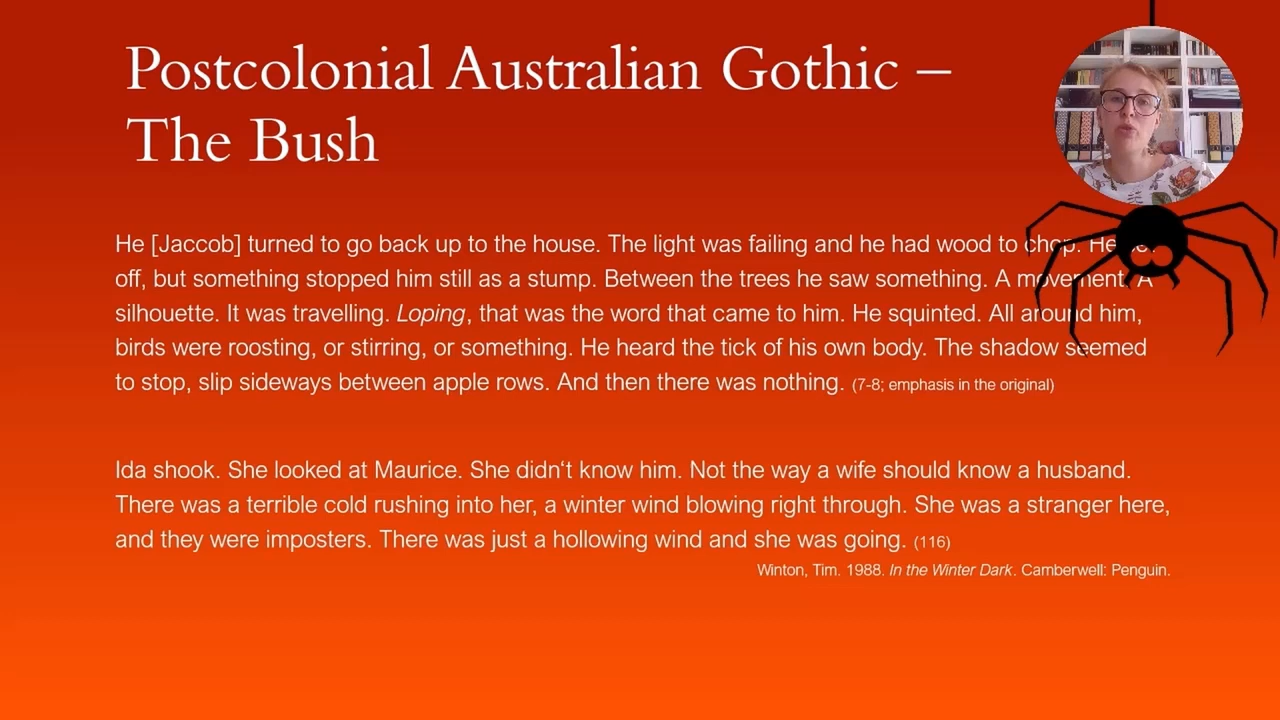 Postcolonial Australian Gothic –
The Bush
He [Jaccob] turned to go back up to the house. The light was failing and he had wood to chop. He
off, but something stopped him still as a stump. Between the trees he saw something. A movement. A
silhouette. It was travelling. Loping, that was the word that came to him. He squinted. All around him,
birds were roosting, or stirring, or something. He heard the tick of his own body. The shadow seemed
to stop, slip sideways between apple rows. And then there was nothing. (7-8; emphasis in the original)
Ida shook. She looked at Maurice. She didn‘t know him. Not the way a wife should know a husband.
There was a terrible cold rushing into her, a winter wind blowing right through. She was a stranger here,
and they were imposters. There was just a hollowing wind and she was going. (116)
Winton, Tim. 1988. In the Winter Dark. Camberwell: Penguin.